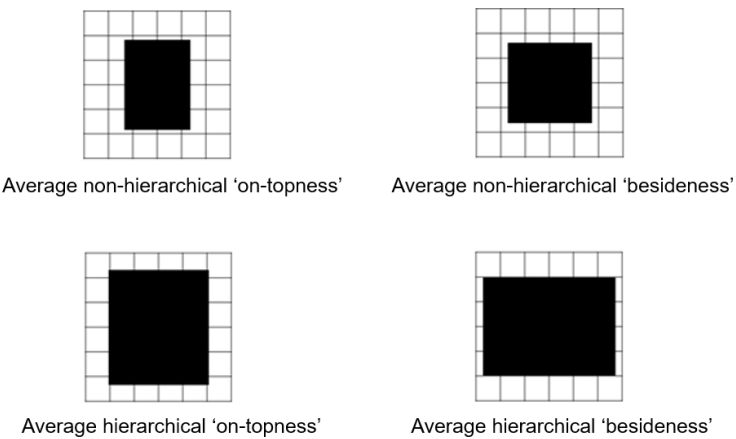 Average non-hierarchical ‘on-topness’
Average non-hierarchical ‘besideness’
Average hierarchical ‘on-topness’
Average hierarchical ‘besideness’